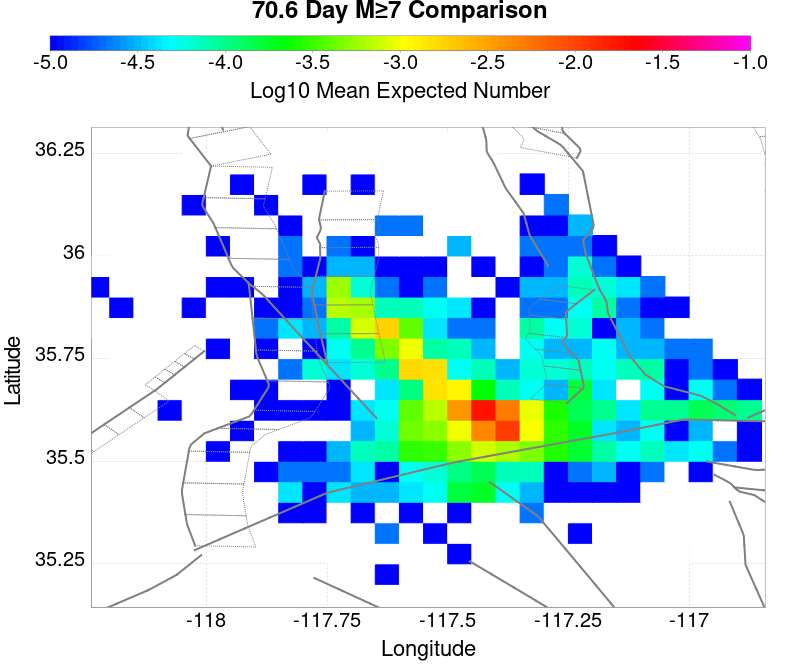 70.6 Day M≥7 Comparison
-5.0 -4.5 -4.0 -3.5 -3.0 -2.5 -2.0 -1.5 -1.0
Log10 Mean Expected Number
36.25
36
35.75
35.5
35.25
Latitude
-118 -117.75 -117.5 -117.25 -117
Longitude